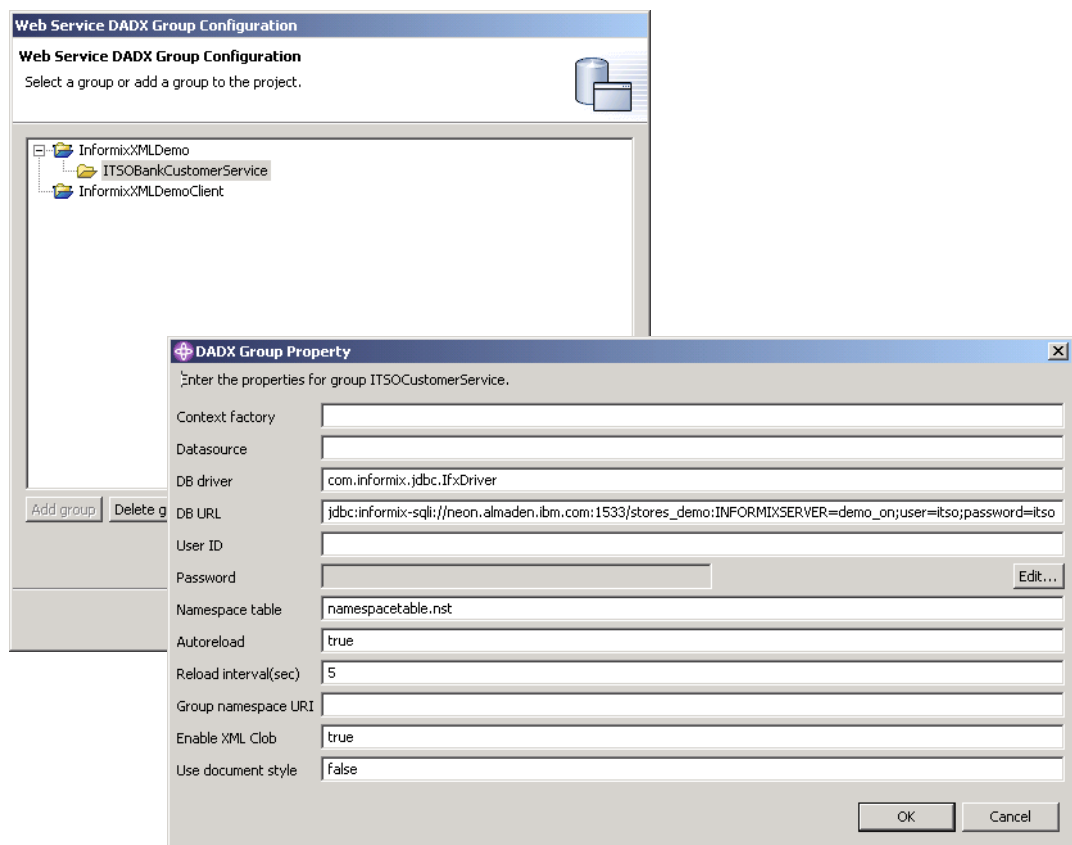 Web Service DADX Group Configuration
Web Service DADX Group Configuration
Select a group or add a group to the project.
InformixXMLDemo
ITSOBankCustomerService
InformixXMLDemoClient
Add group Delete g
DADX Group Property
Enter the properties for group ITSOCustomerService.
Context factory
Datasource
DB driver com.informix.jdbc.IfxDriver
DB URL jdbc:informix-sqli://neon.almaden.ibm.com:1533/stores_demo:INFORMIXSERVER=demo_on;user=itso;password=itso
User ID
Password Edit...
Namespace table namespacetable.nst
Autoreload true
Reload interval(sec) 5
Group namespace URI
Enable XML Clob true
Use document style false
OK Cancel